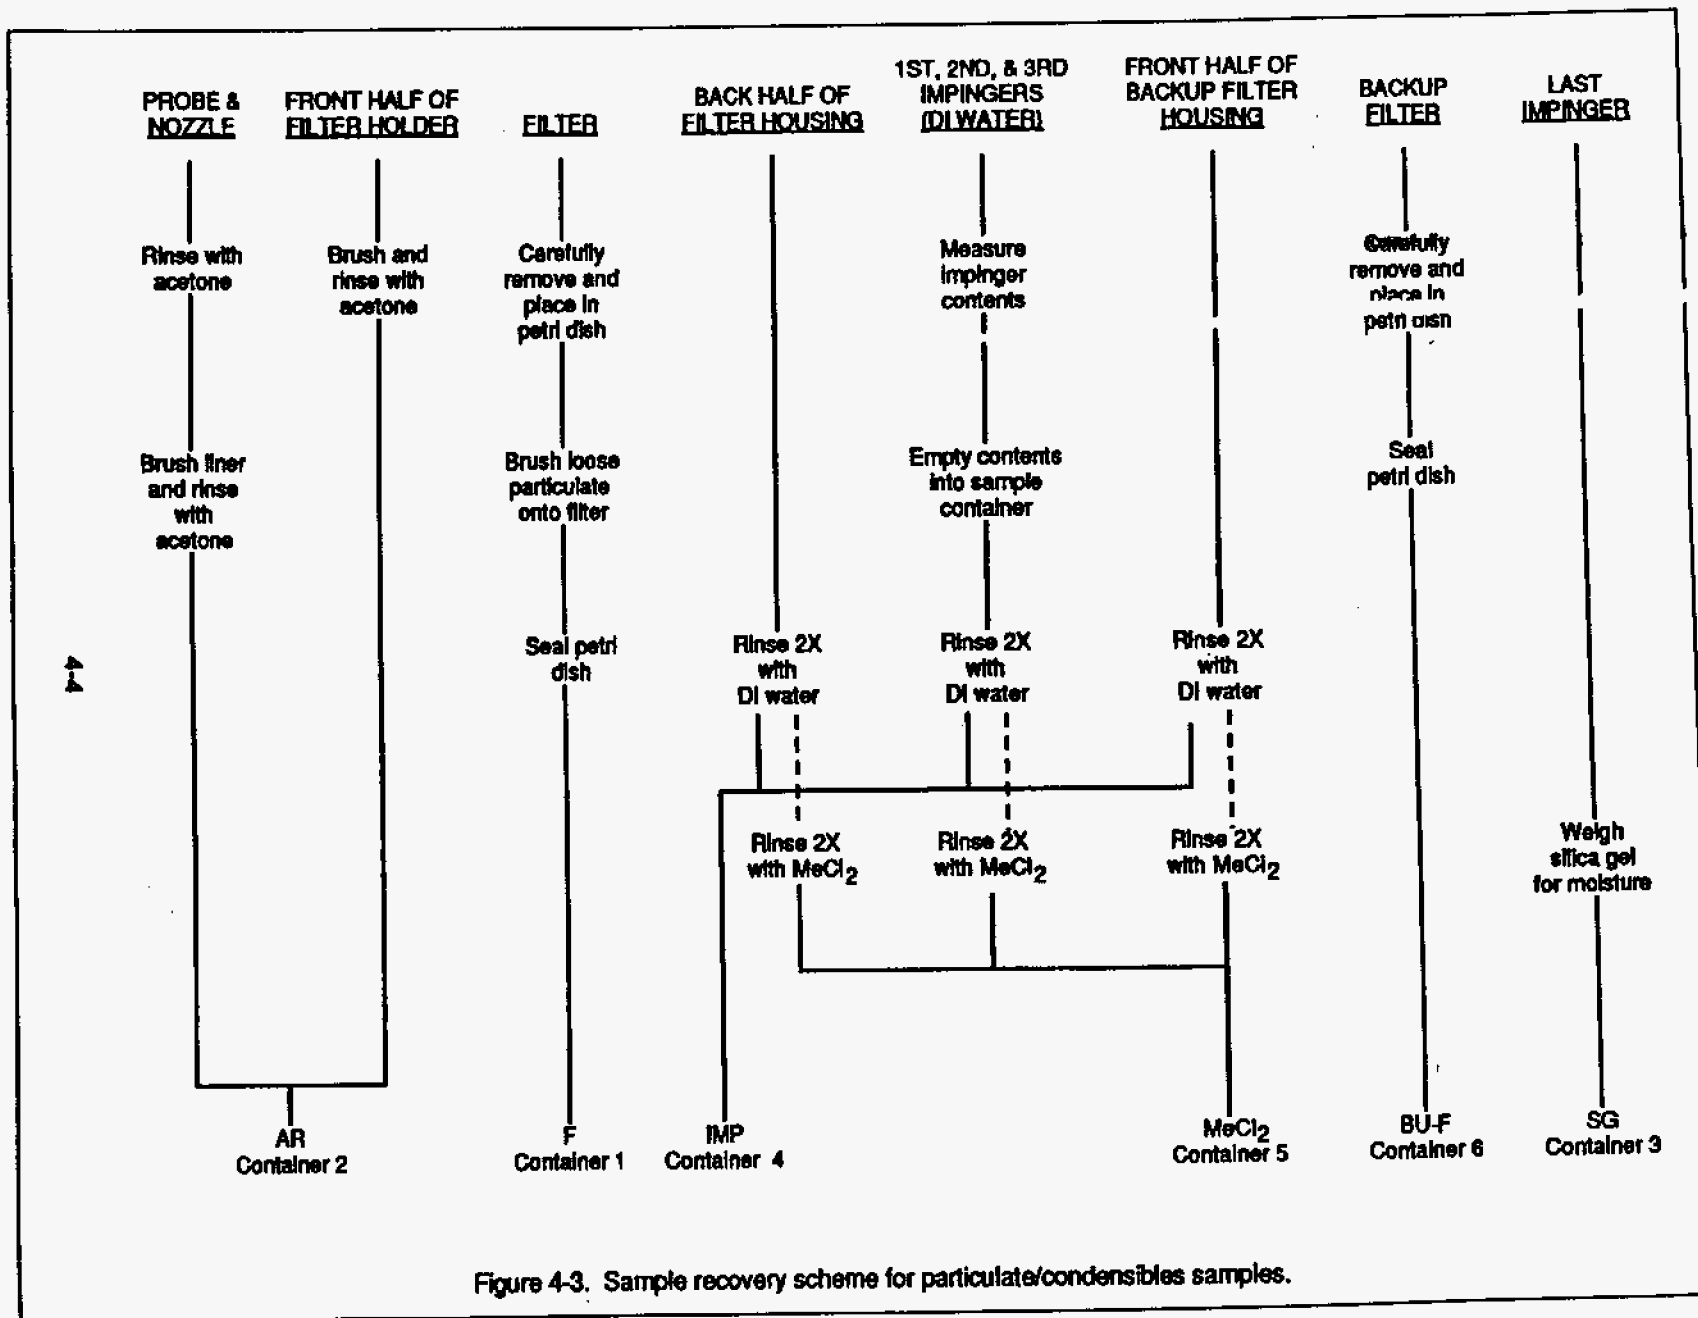 PROBE &
NOZZLE
Rinse with
acetone
Brush liner
and rinse
with
acetone
FRONT HALF OF
FILTER HOLDER
Brush and
rinse with
acetone
AR
Container 2
FILTER
Carefully
remove and
place in
petri dish
Brush loose
particulate
onto filter
Seal petri
dish
F
Container 1
BACK HALF OF
FILTER HOUSING
Rinse 2X
with
DI water
Rinse 2X
with MeCl2
IMP
Container 4
1ST, 2ND, & 3RD
IMPINGERS
(DI WATER)
Measure
impinger
contents
Empty contents
into sample
container
Rinse 2X
with
DI water
Rinse 2X
with MeCl2
FRONT HALF OF
BACKUP FILTER
HOUSING
Rinse 2X
with
DI water
Rinse 2X
with MeCl2
MeCl2
Container 5
BACKUP
FILTER
Carefully
remove and
place in
petri dish
Seal
petri dish
BU-F
Container 6
LAST
IMPINGER
Weigh
silica gel
for moisture
SG
Container 3
4-4
Figure 4-3. Sample recovery scheme for particulate/condensibles samples.